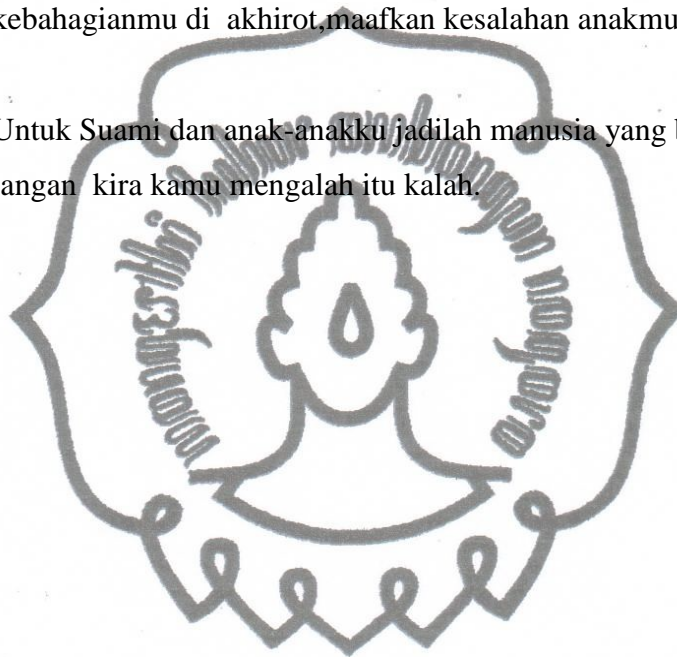 kebahagianmu di akhirot,maafkan kesalahan anakmu
Untuk Suami dan anak-anakku jadilah manusia yang
angan kira kamu mengalah itu kalah.